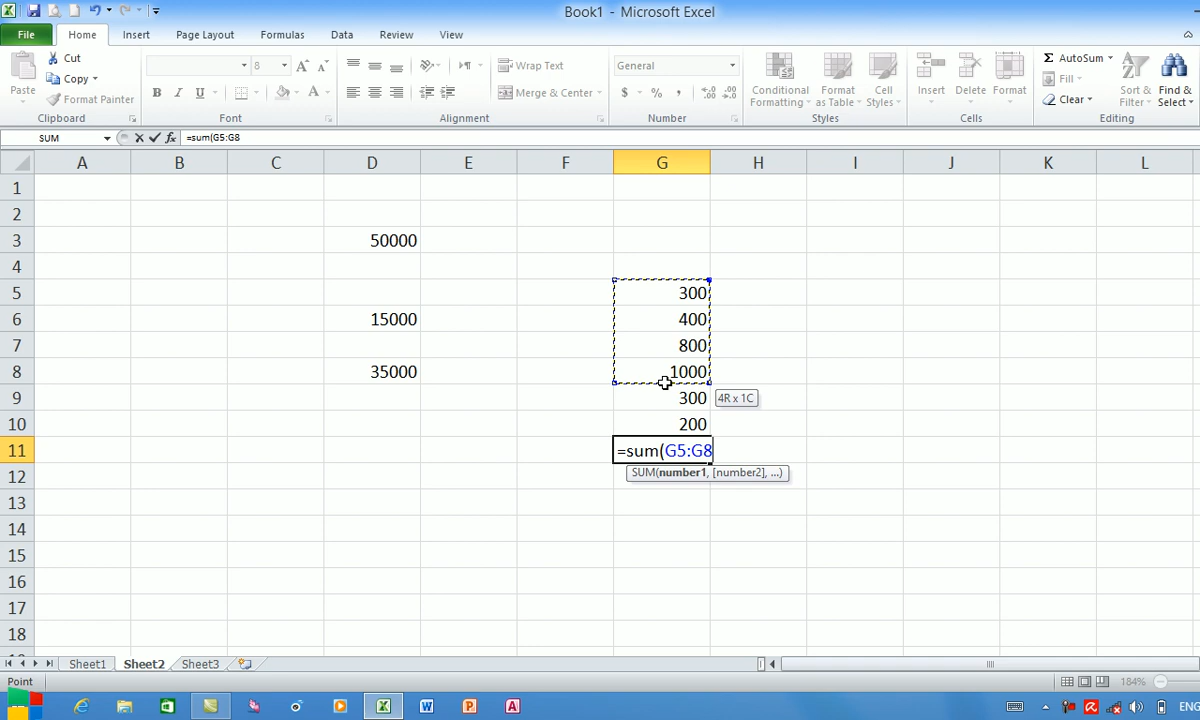 Book1 - Microsoft Excel
File Home Insert Page Layout Formulas Data Review View
Cut
Copy
Format Painter
Paste
Clipboard
8
Font
Wrap Text
Merge & Center
Alignment
General
$ % ,
Number
Conditional Formatting
Format as Table
Cell Styles
Styles
Insert Delete Format
Cells
Σ AutoSum
Fill
Clear
Sort & Filter
Find & Select
Editing
SUM fx =sum(G5:G8
A B C D E F G H I J K L
1
2
3 50000
4
5 300
6 15000 400
7 800
8 35000 1000
9 300 4R x 1C
10 200
11 =sum(G5:G8
12 SUM(number1, [number2], ...)
13
14
15
16
17
18
Sheet1 Sheet2 Sheet3
Point 184%
ENG